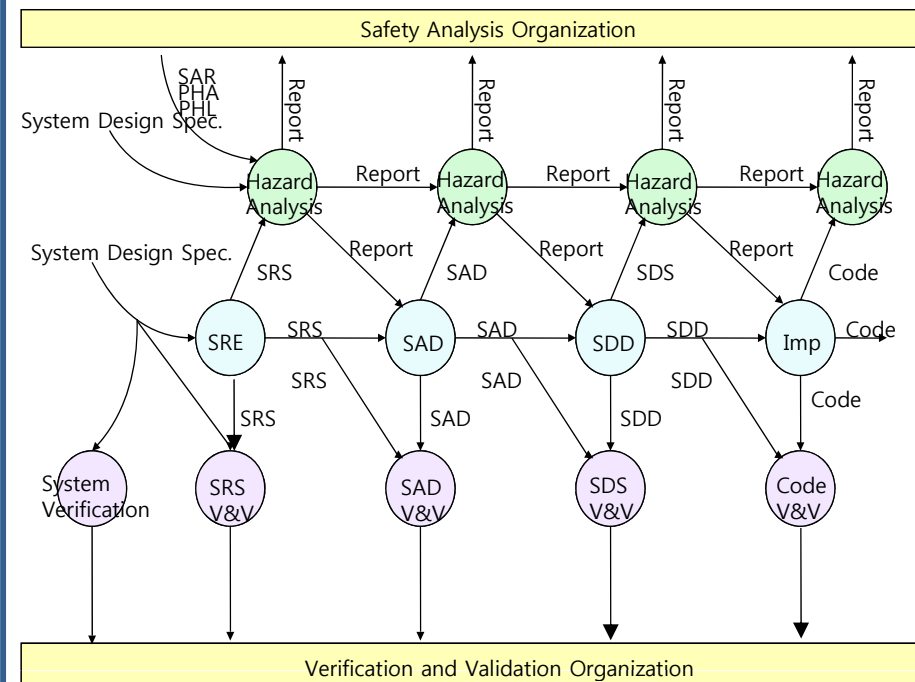 Safety Analysis Organization
SAR
PHA
PHL
Report
Report
Report
Report
System Design Spec.
Hazard
Analysis
Report
Hazard
Analysis
Report
Hazard
Analysis
Report
Hazard
Analysis
System Design Spec.
SRS
Report
SAD
Report
SDS
Report
Code
SRE
SRS
SAD
SAD
SDD
SDD
Imp
Code
SRS
SAD
SDD
SRS
SAD
SDD
Code
System
Verification
SRS
V&V
SAD
V&V
SDS
V&V
Code
V&V
Verification and Validation Organization